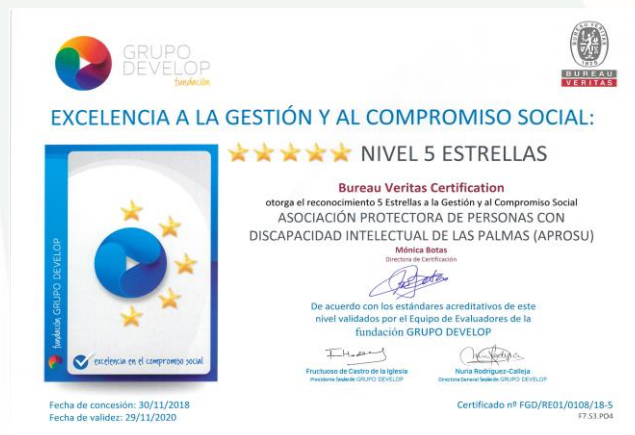 GRUPO
DEVELOP
fundación
BUREAU VERITAS
1828
BUREAU
VERITAS
EXCELENCIA A LA GESTIÓN Y AL COMPROMISO SOCIAL:
NIVEL 5 ESTRELLAS
Bureau Veritas Certification
otorga el reconocimiento 5 Estrellas a la Gestión y al Compromiso Social
ASOCIACIÓN PROTECTORA DE PERSONAS CON
DISCAPACIDAD INTELECTUAL DE LAS PALMAS (APROSU)
Mónica Botas
Directora de Certificación
De acuerdo con los estándares acreditativos de este
nivel validados por el Equipo de Evaluadores de la
fundación GRUPO DEVELOP
fundación GRUPO DEVELOP
excelencia en el compromiso social
Fructuoso de Castro de la Iglesia
Presidente fundación GRUPO DEVELOP
Nuria Rodríguez-Calleja
Directora General fundación GRUPO DEVELOP
Fecha de concesión: 30/11/2018
Fecha de validez: 29/11/2020
Certificado nº FGD/RE01/0108/18-5
F7.53.PD4